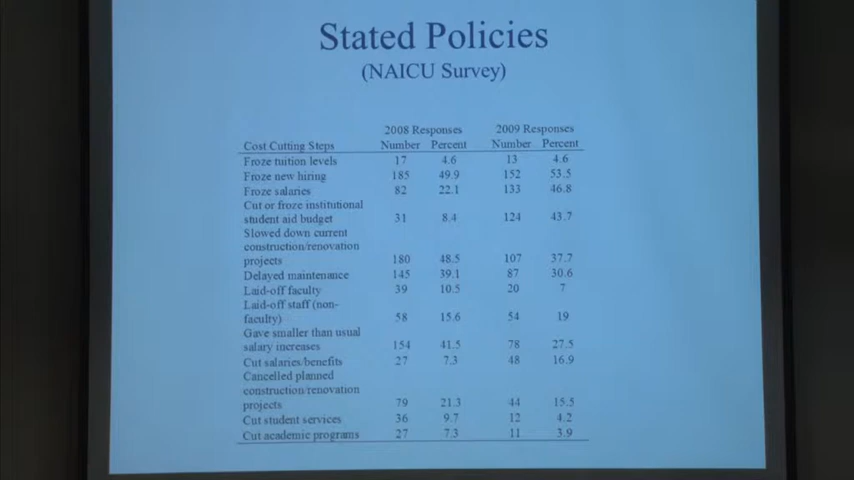 Stated Policies
(NAICU Survey)
2008 Responses 2009 Responses
Cost Cutting Steps Number Percent Number Percent
Froze tuition levels 17 4.6 13 4.6
Froze new hiring 185 49.9 152 53.5
Froze salaries 82 22.1 133 46.8
Cut or froze institutional
student aid budget 31 8.4 124 43.7
Slowed down current
construction/renovation
projects 180 48.5 107 37.7
Delayed maintenance 145 39.1 87 30.6
Laid-off faculty 39 10.5 20 7
Laid-off staff (non-
faculty) 58 15.6 54 19
Gave smaller than usual
salary increases 154 41.5 78 27.5
Cut salaries/benefits 27 7.3 48 16.9
Cancelled planned
construction/renovation
projects 79 21.3 44 15.5
Cut student services 36 9.7 12 4.2
Cut academic programs 27 7.3 11 3.9